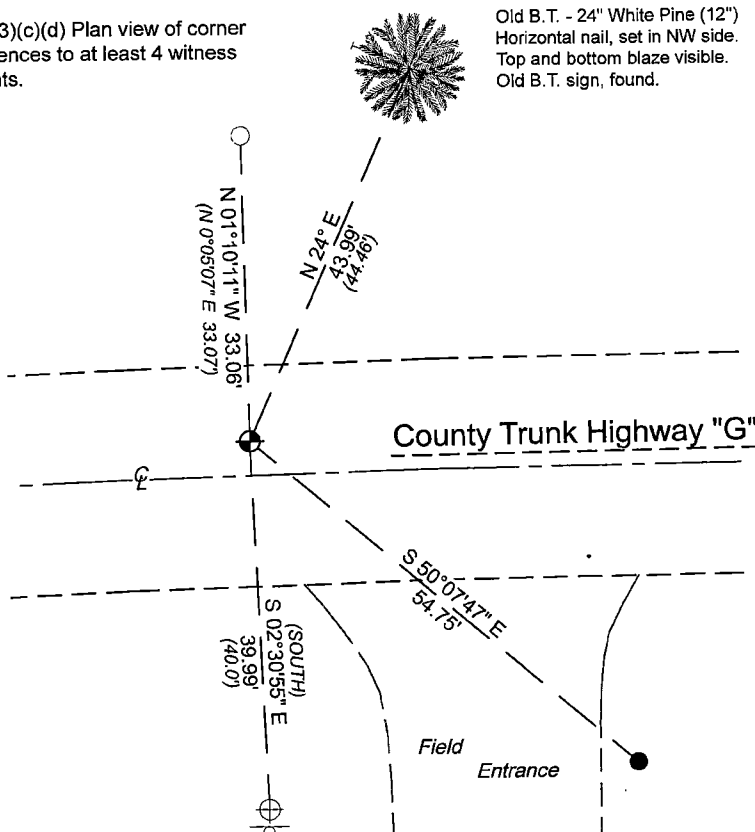 3)(c)(d) Plan view of corner
ences to at least 4 witness
nts.
Old B.T. - 24" White Pine (12")
Horizontal nail, set in NW side.
Top and bottom blaze visible.
Old B.T. sign, found.
N 01°10'11" W 33.06'
(N 0°05'07" E 33.07')
N 24° E
43.99'
(44.46')
County Trunk Highway "G"
℄
S 50°07'47" E
54.75'
(SOUTH)
S 02°30'55" E
39.99'
(40.0')
Field
Entrance